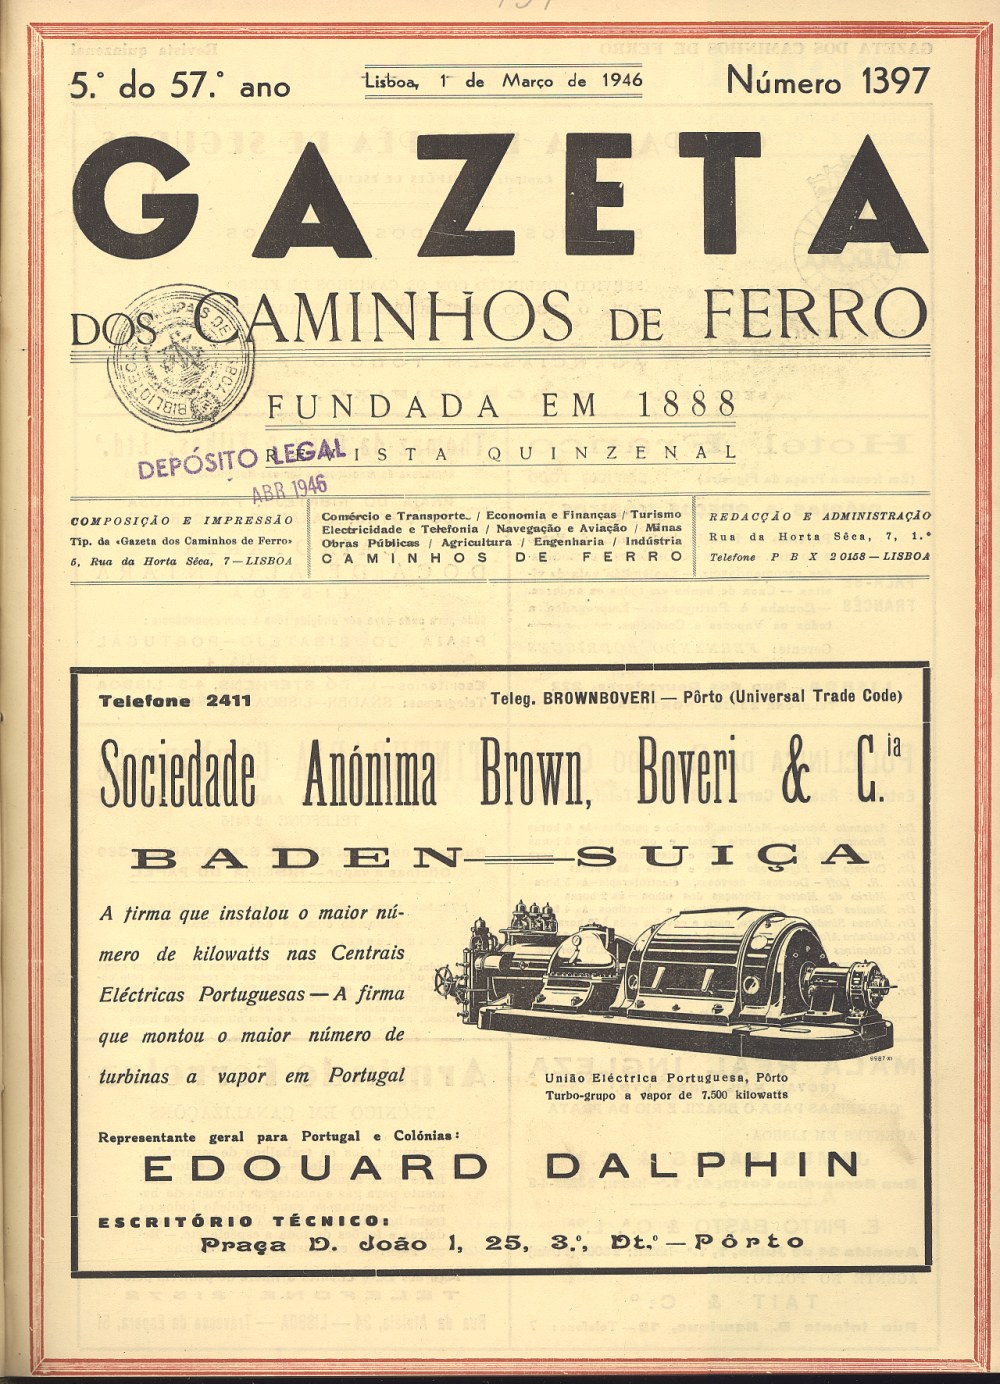 5.º do 57.º ano
Lisboa, 1 de Março de 1946
Número 1397
GAZETA
DOS CAMINHOS DE FERRO
FUNDADA EM 1888
REVISTA QUINZENAL
DEPÓSITO LEGAL
ABR 1946
COMPOSIÇÃO E IMPRESSÃO
Tip. da «Gazeta dos Caminhos de Ferro»
5, Rua da Horta Sêca, 7—LISBOA
Comércio e Transportes / Economia e Finanças / Turismo
Electricidade e Telefonia / Navegação e Aviação / Minas
Obras Públicas / Agricultura / Engenharia / Indústria
CAMINHOS DE FERRO
REDACÇÃO E ADMINISTRAÇÃO
Rua da Horta Sêca, 7, 1.º
Telefone P B X 20158—LISBOA
Telefone 2411
Teleg. BROWNBOVERI — Pôrto (Universal Trade Code)
Sociedade Anónima Brown, Boveri & C.ia
BADEN—SUIÇA
A firma que instalou o maior nú-
mero de kilowatts nas Centrais
Eléctricas Portuguesas — A firma
que montou o maior número de
turbinas a vapor em Portugal
União Eléctrica Portuguesa, Pôrto
Turbo-grupo a vapor de 7.500 kilowatts
Representante geral para Portugal e Colónias:
EDOUARD DALPHIN
ESCRITÓRIO TÉCNICO:
Praça D. João I, 25, 3.º, Dt.º — Pôrto